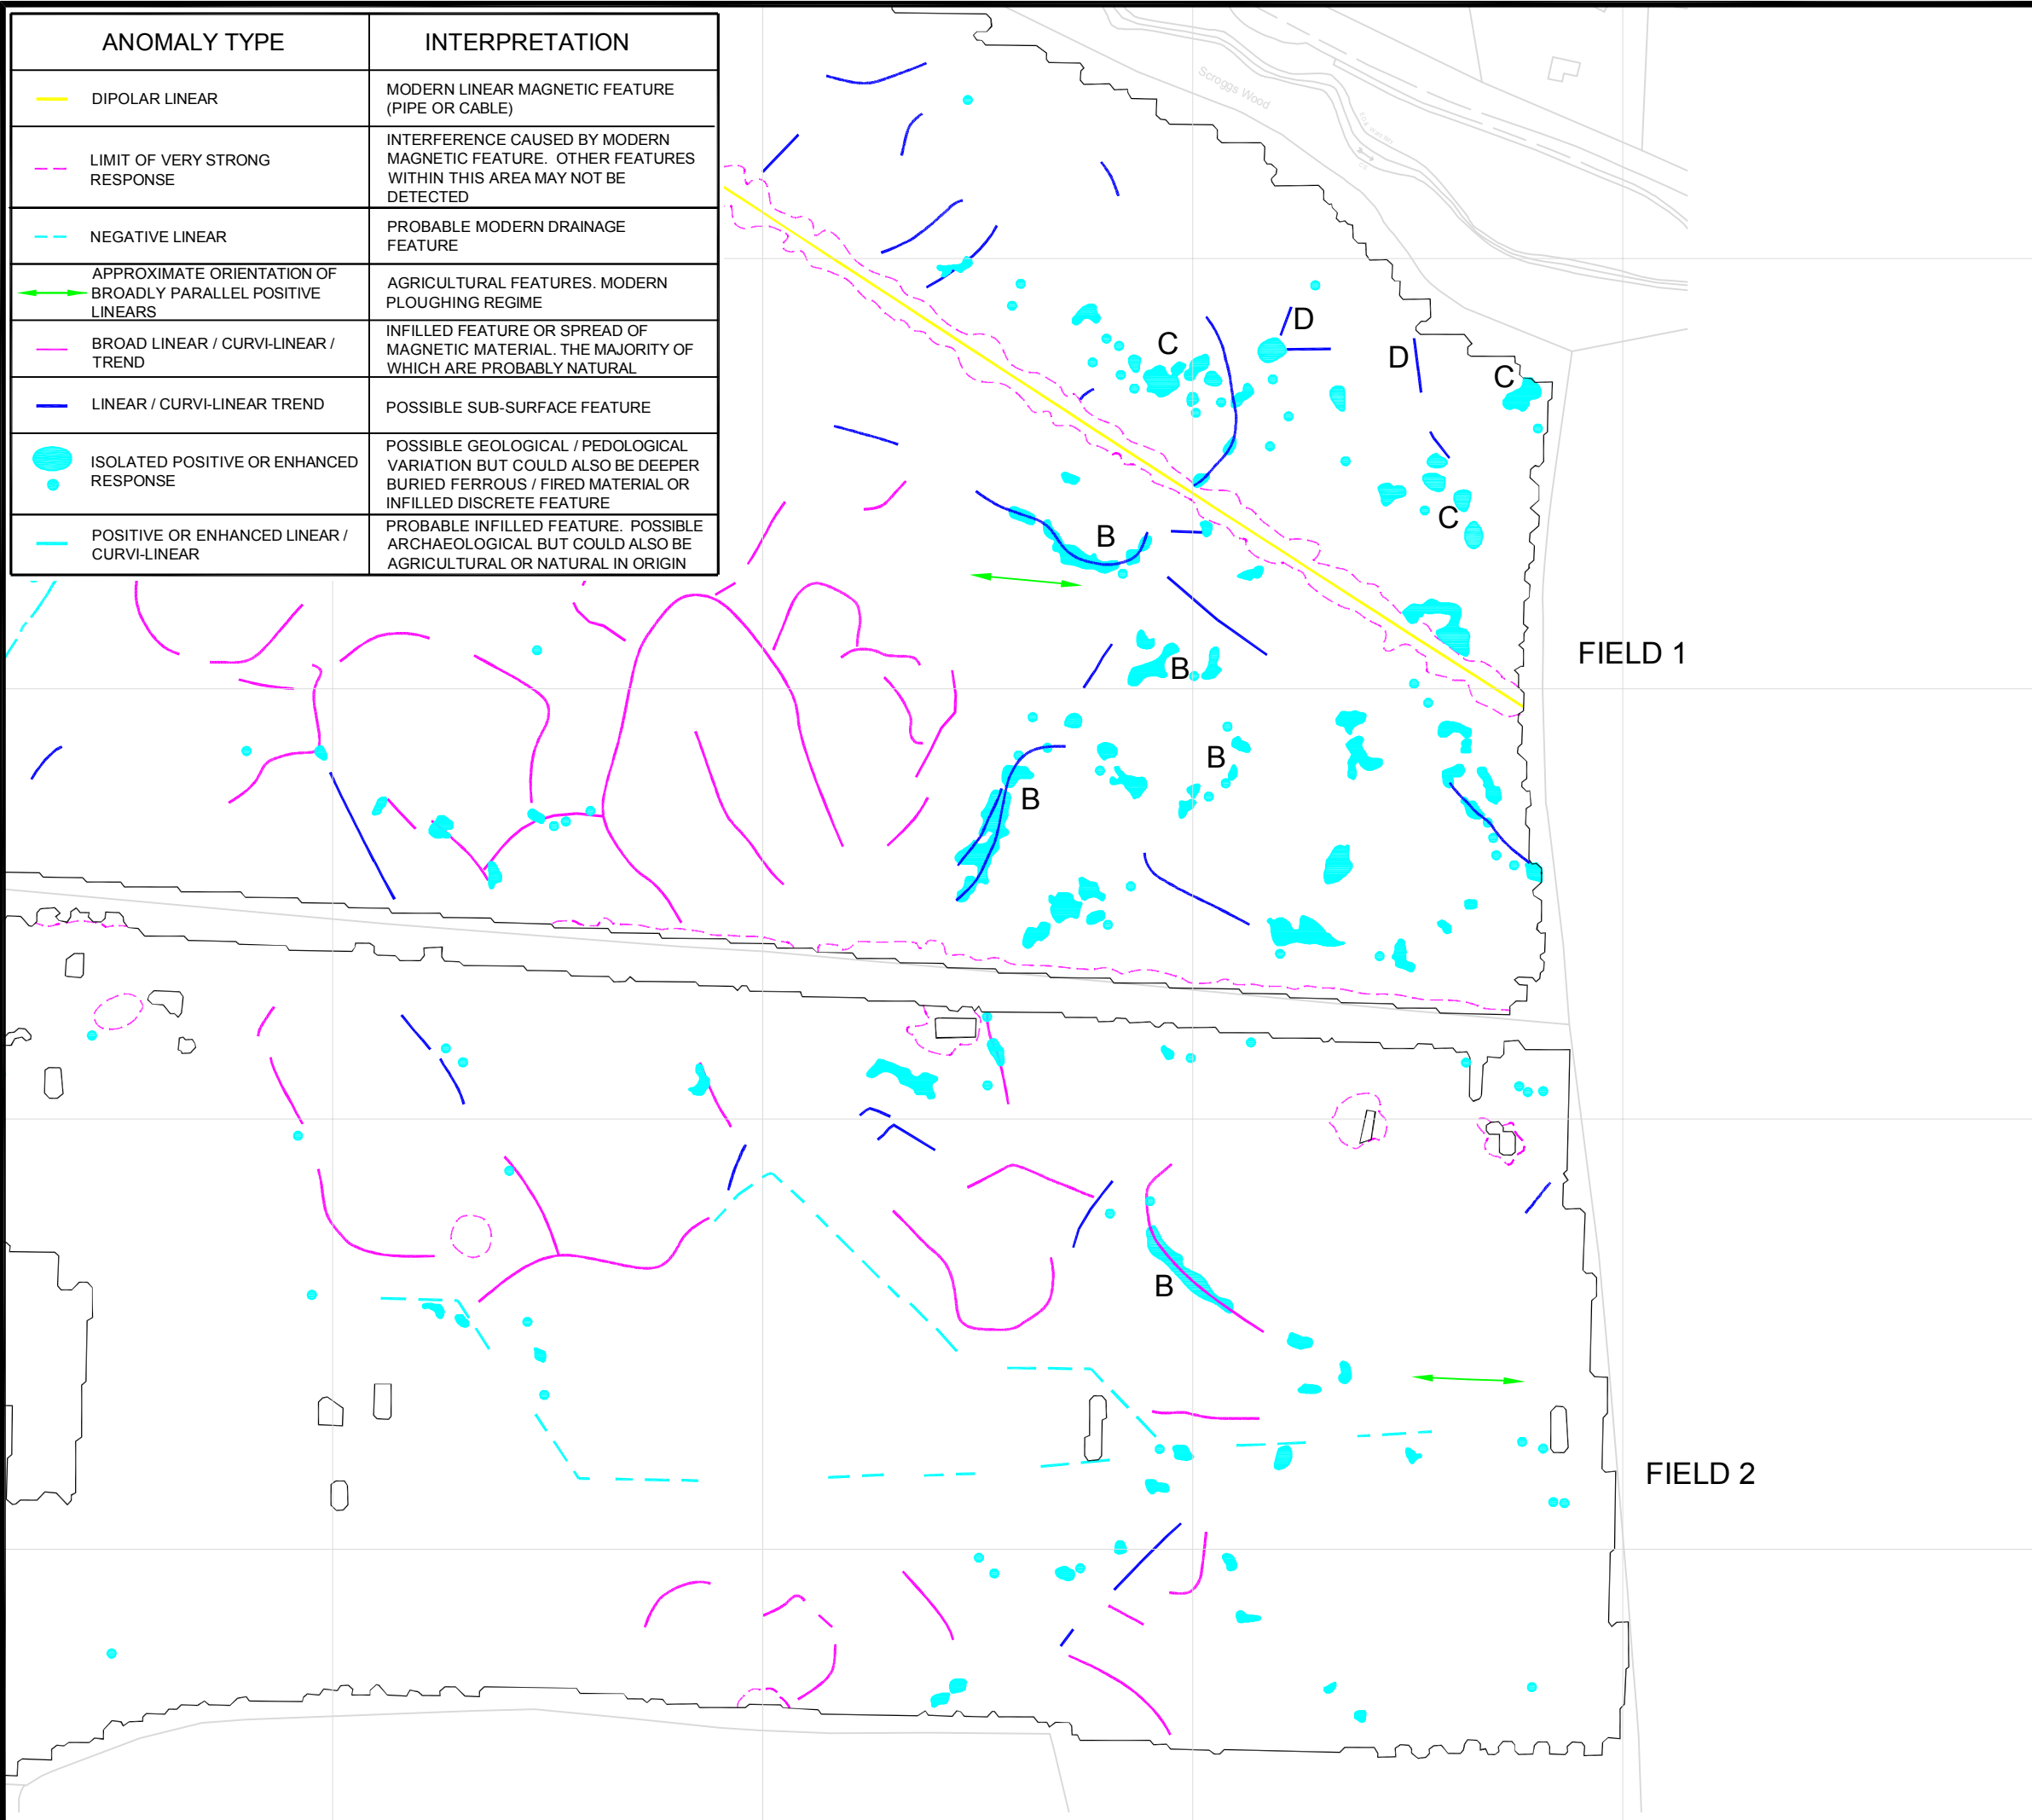 ANOMALY TYPE
INTERPRETATION
DIPOLAR LINEAR
MODERN LINEAR MAGNETIC FEATURE
(PIPE OR CABLE)
LIMIT OF VERY STRONG
RESPONSE
INTERFERENCE CAUSED BY MODERN
MAGNETIC FEATURE. OTHER FEATURES
WITHIN THIS AREA MAY NOT BE
DETECTED
NEGATIVE LINEAR
PROBABLE MODERN DRAINAGE
FEATURE
APPROXIMATE ORIENTATION OF
BROADLY PARALLEL POSITIVE
LINEARS
AGRICULTURAL FEATURES. MODERN
PLOUGHING REGIME
BROAD LINEAR / CURVI-LINEAR /
TREND
INFILLED FEATURE OR SPREAD OF
MAGNETIC MATERIAL. THE MAJORITY OF
WHICH ARE PROBABLY NATURAL
LINEAR / CURVI-LINEAR TREND
POSSIBLE SUB-SURFACE FEATURE
ISOLATED POSITIVE OR ENHANCED
RESPONSE
POSSIBLE GEOLOGICAL / PEDOLOGICAL
VARIATION BUT COULD ALSO BE DEEPER
BURIED FERROUS / FIRED MATERIAL OR
INFILLED DISCRETE FEATURE
POSITIVE OR ENHANCED LINEAR /
CURVI-LINEAR
PROBABLE INFILLED FEATURE. POSSIBLE
ARCHAEOLOGICAL BUT COULD ALSO BE
AGRICULTURAL OR NATURAL IN ORIGIN
Scroggs Wood
D
C
D
C
C
B
B
B
B
FIELD 1
B
FIELD 2